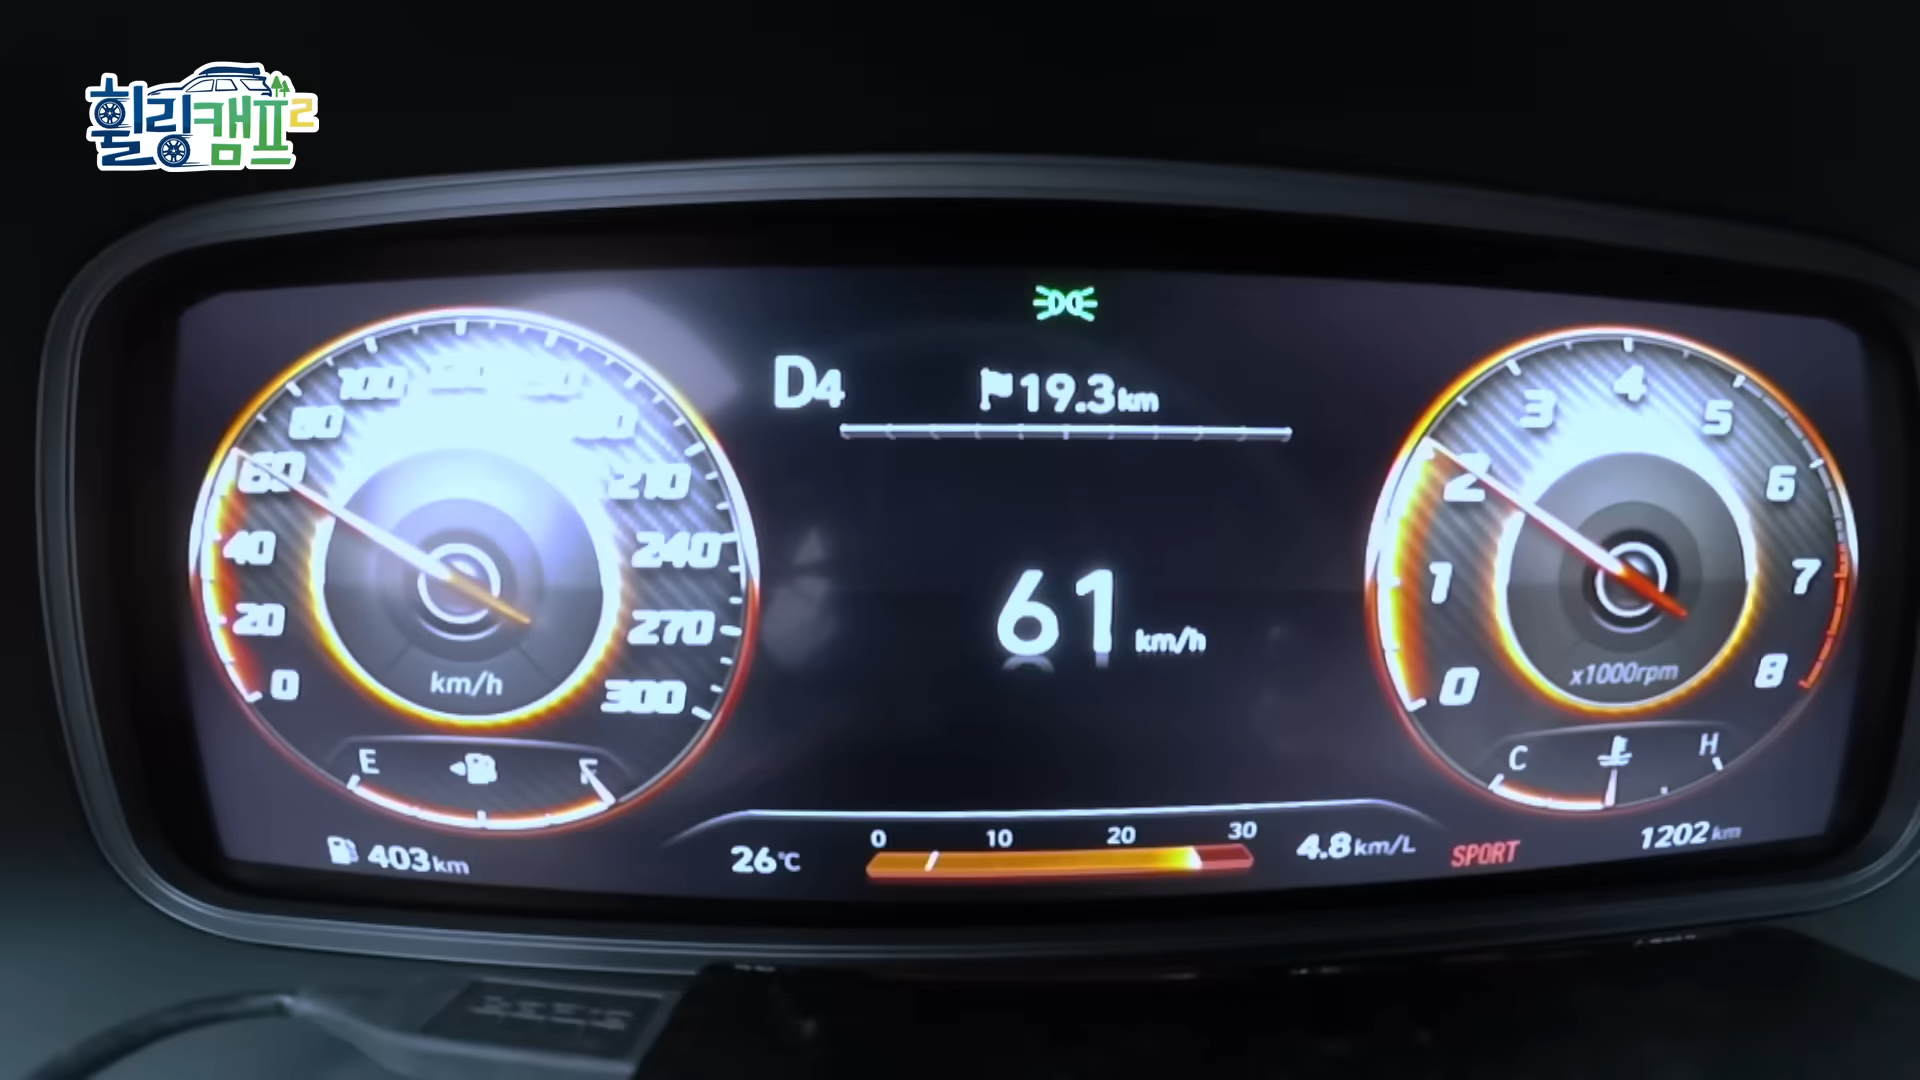 휠링캠프2
D4
19.3km
100
80
60
40
20
0
210
240
270
300
km/h
61 km/h
0
1
2
3
4
5
6
7
8
x1000rpm
E
F
C
H
403km
26℃
0 10 20 30
4.8km/L
SPORT
1202km